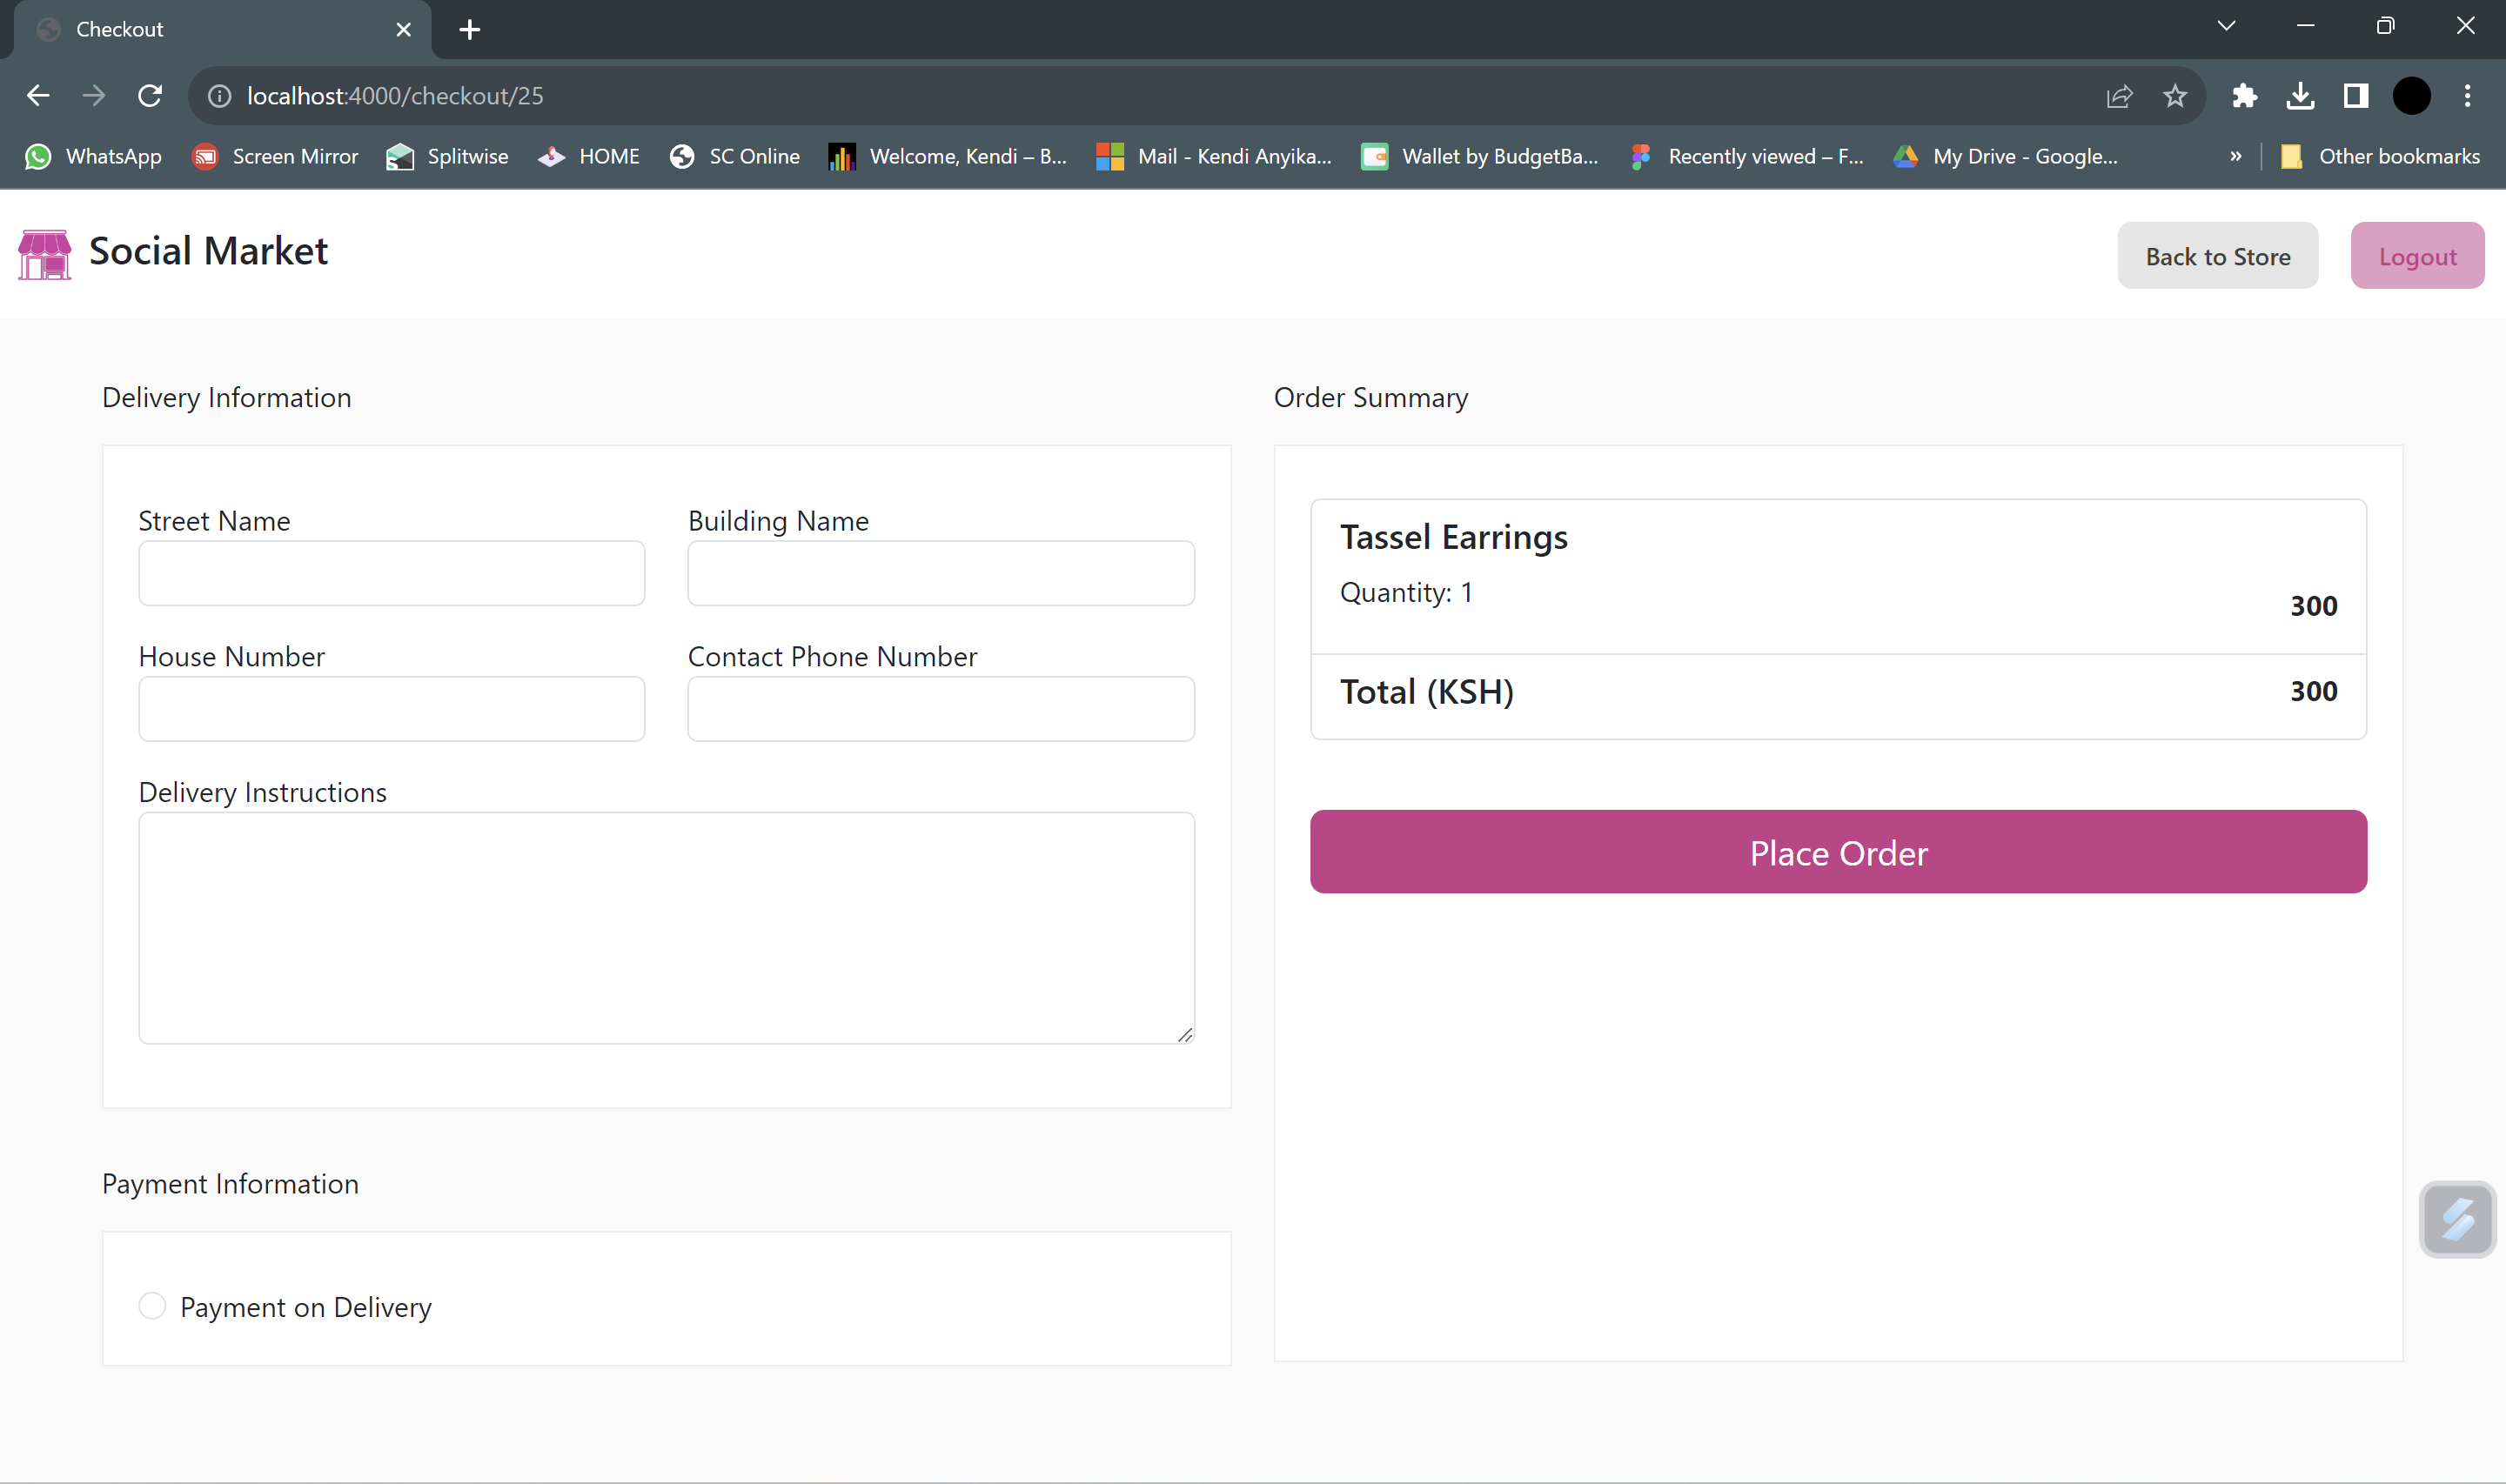 Checkout
localhost:4000/checkout/25
WhatsApp Screen Mirror Splitwise HOME SC Online Welcome, Kendi – B... Mail - Kendi Anyika... Wallet by BudgetBa... Recently viewed – F... My Drive - Google... » Other bookmarks
Social Market
Back to Store
Logout
Delivery Information
Street Name
Building Name
House Number
Contact Phone Number
Delivery Instructions
Payment Information
Payment on Delivery
Order Summary
Tassel Earrings
Quantity: 1
300
Total (KSH) 300
Place Order